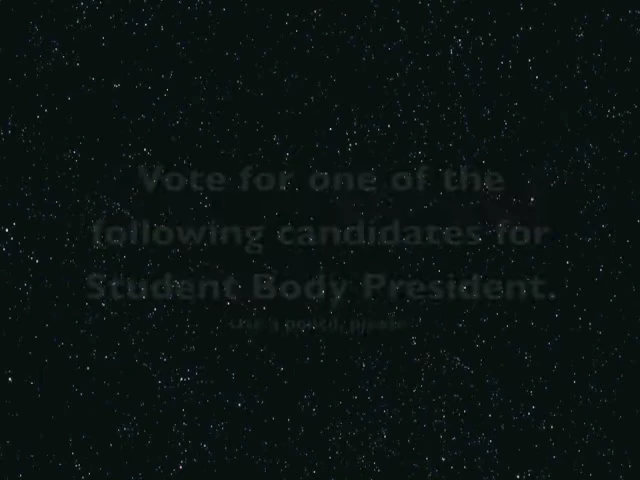 Vote for one of the
following candidates for
Student Body President.